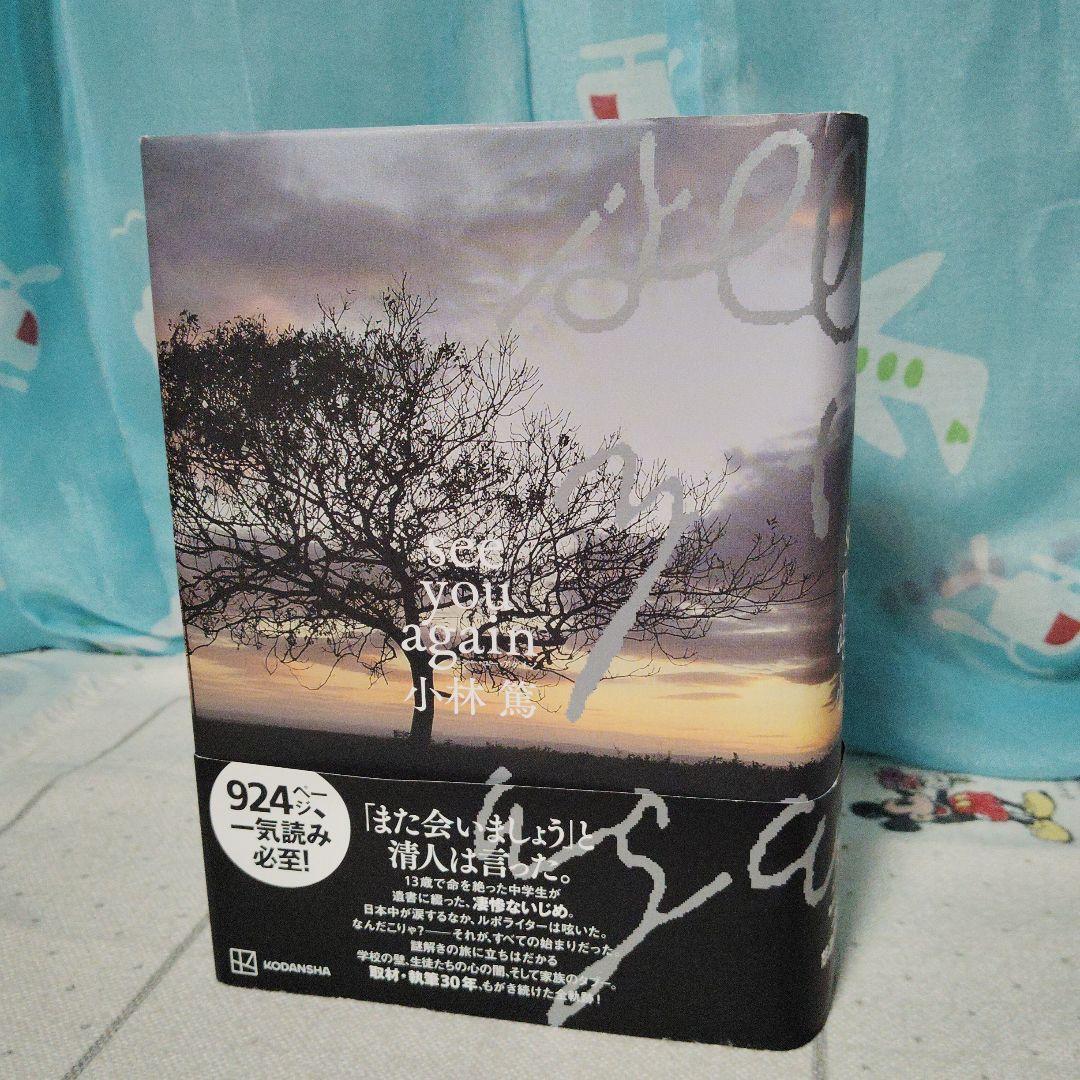 see
you
again
小林 篤
924ページ、
一気読み
必至!
「また会いましょう」と
清人は言った。
13歳で命を絶った中学生が
遺書に綴った、凄惨ないじめ。
日本中が涙するなか、ルポライターは呟いた。
なんだこりゃ?――それが、すべての始まりだった。
謎解きの旅に立ちはだかる
学校の壁、生徒たちの心の闇、そして家族のタブー。
取材・執筆30年、もがき続けた全軌跡!
KODANSHA